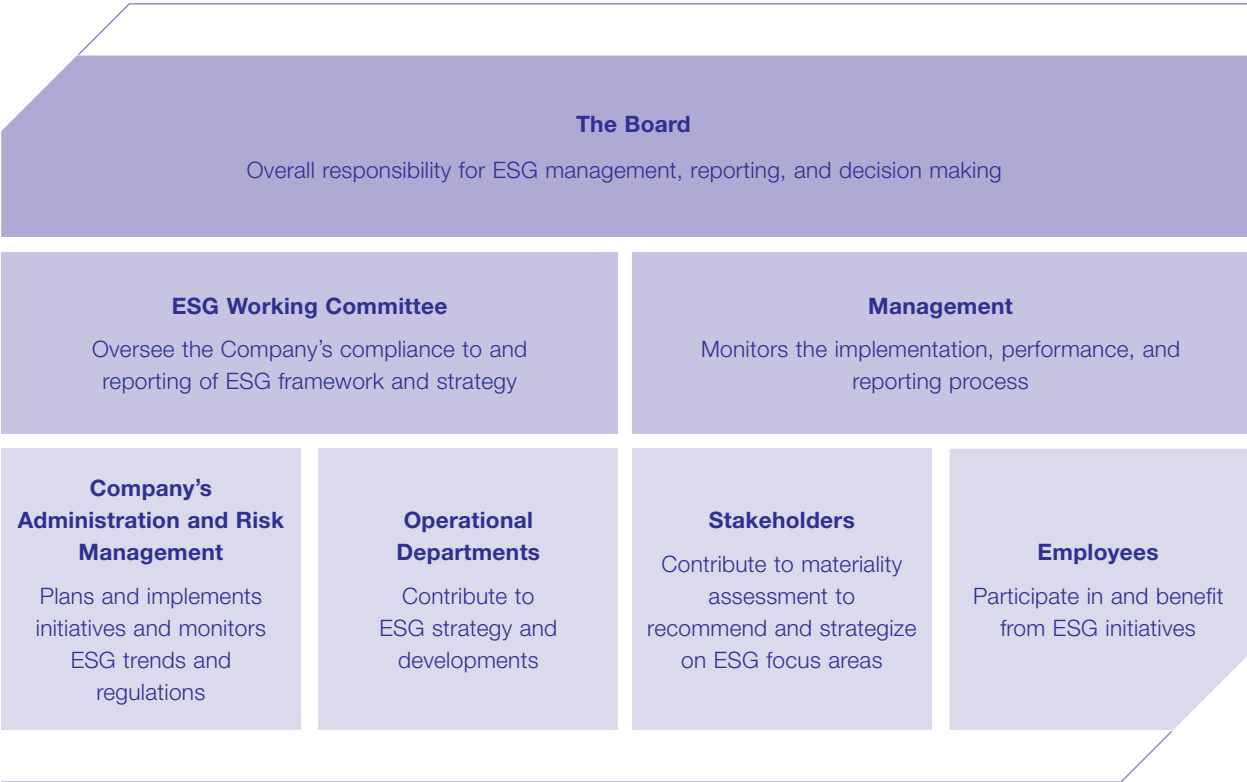 The Board
Overall responsibility for ESG management, reporting, and decision making
ESG Working Committee
Oversee the Company’s compliance to and
reporting of ESG framework and strategy
Management
Monitors the implementation, performance, and
reporting process
Company’s
Administration and Risk
Management
Plans and implements
initiatives and monitors
ESG trends and
regulations
Operational
Departments
Contribute to
ESG strategy and
developments
Stakeholders
Contribute to materiality
assessment to
recommend and strategize
on ESG focus areas
Employees
Participate in and benefit
from ESG initiatives